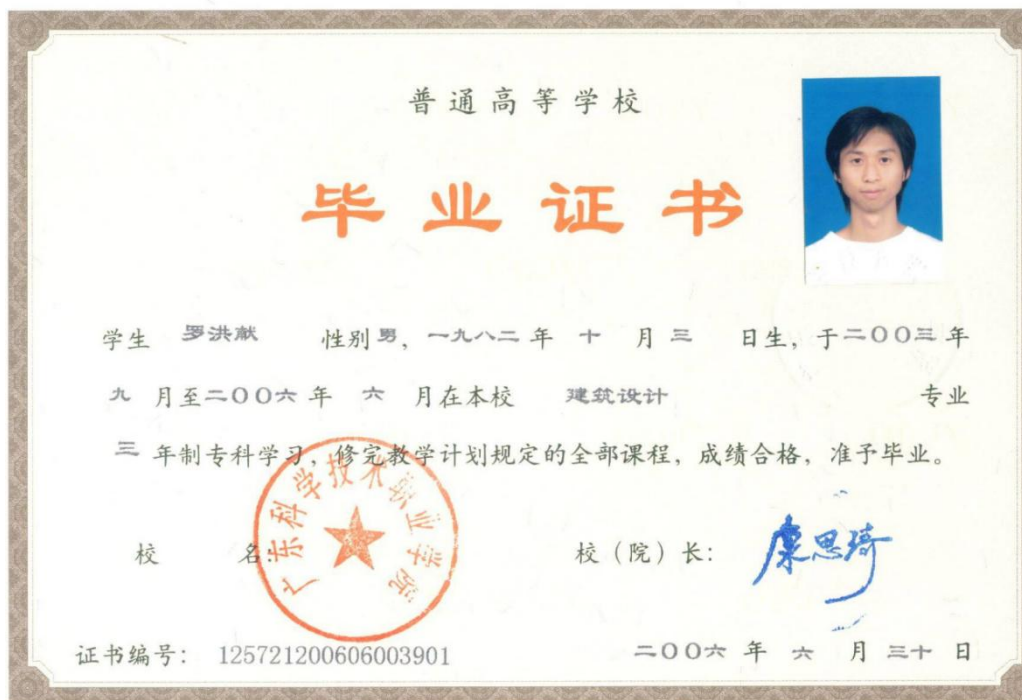 普通高等学校
毕业证书
学生 罗洪献 性别 男、一九八二 年 十 月 三 日生，于二〇〇三 年
九 月至二〇〇六 年 六 月在本校 建筑设计 专业
三 年制专科学习，修完教学计划规定的全部课程，成绩合格，准予毕业。
广东科学技术职业学院
校 名： 校（院）长： 廖思琦
证书编号： 125721200606003901 二〇〇六 年 六 月 三十 日